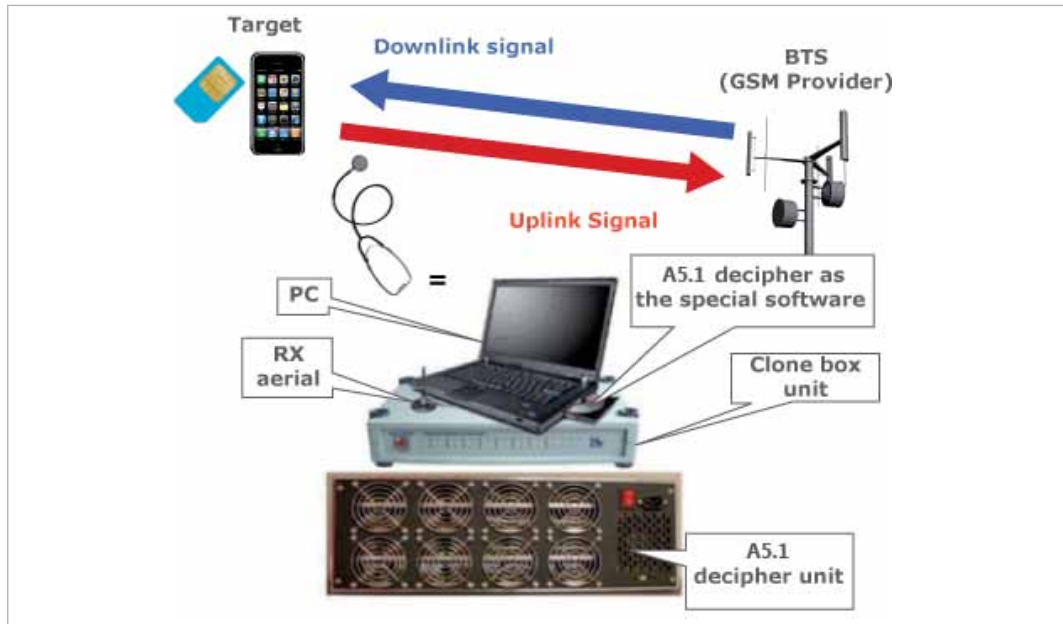 Target
Downlink signal
BTS
(GSM Provider)
Uplink Signal
=
A5.1 decipher as
the special software
PC
RX
aerial
Clone box
unit
A5.1
decipher unit